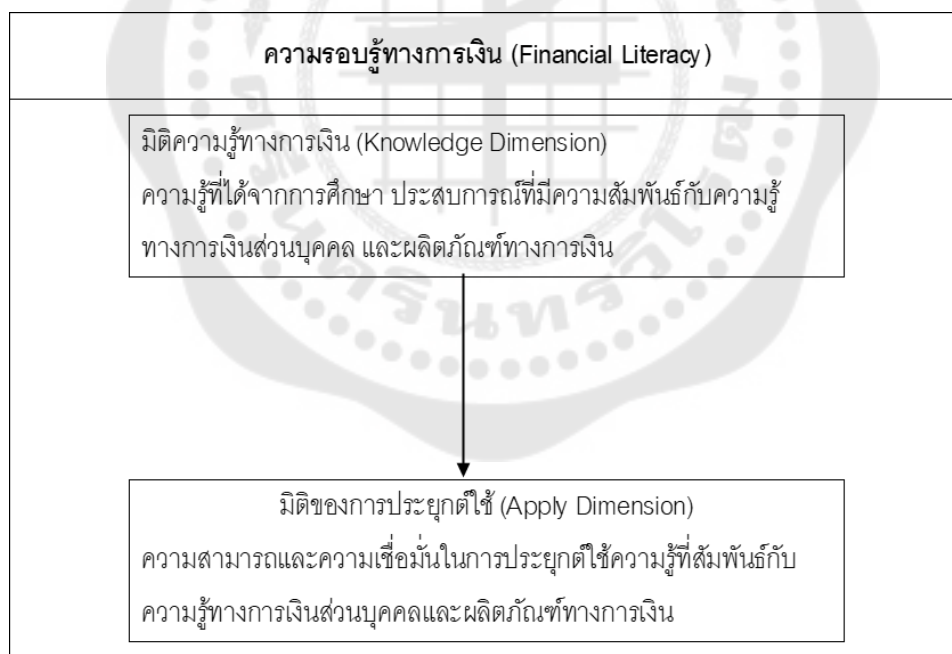 ความรอบรู้ทางการเงิน (Financial Literacy)
มิติความรู้ทางการเงิน (Knowledge Dimension)
ความรู้ที่ได้จากการศึกษา ประสบการณ์ที่มีความสัมพันธ์กับความรู้
ทางการเงินส่วนบุคคล และผลิตภัณฑ์ทางการเงิน
มิติของการประยุกต์ใช้ (Apply Dimension)
ความสามารถและความเชื่อมั่นในการประยุกต์ใช้ความรู้ที่สัมพันธ์กับ
ความรู้ทางการเงินส่วนบุคคลและผลิตภัณฑ์ทางการเงิน